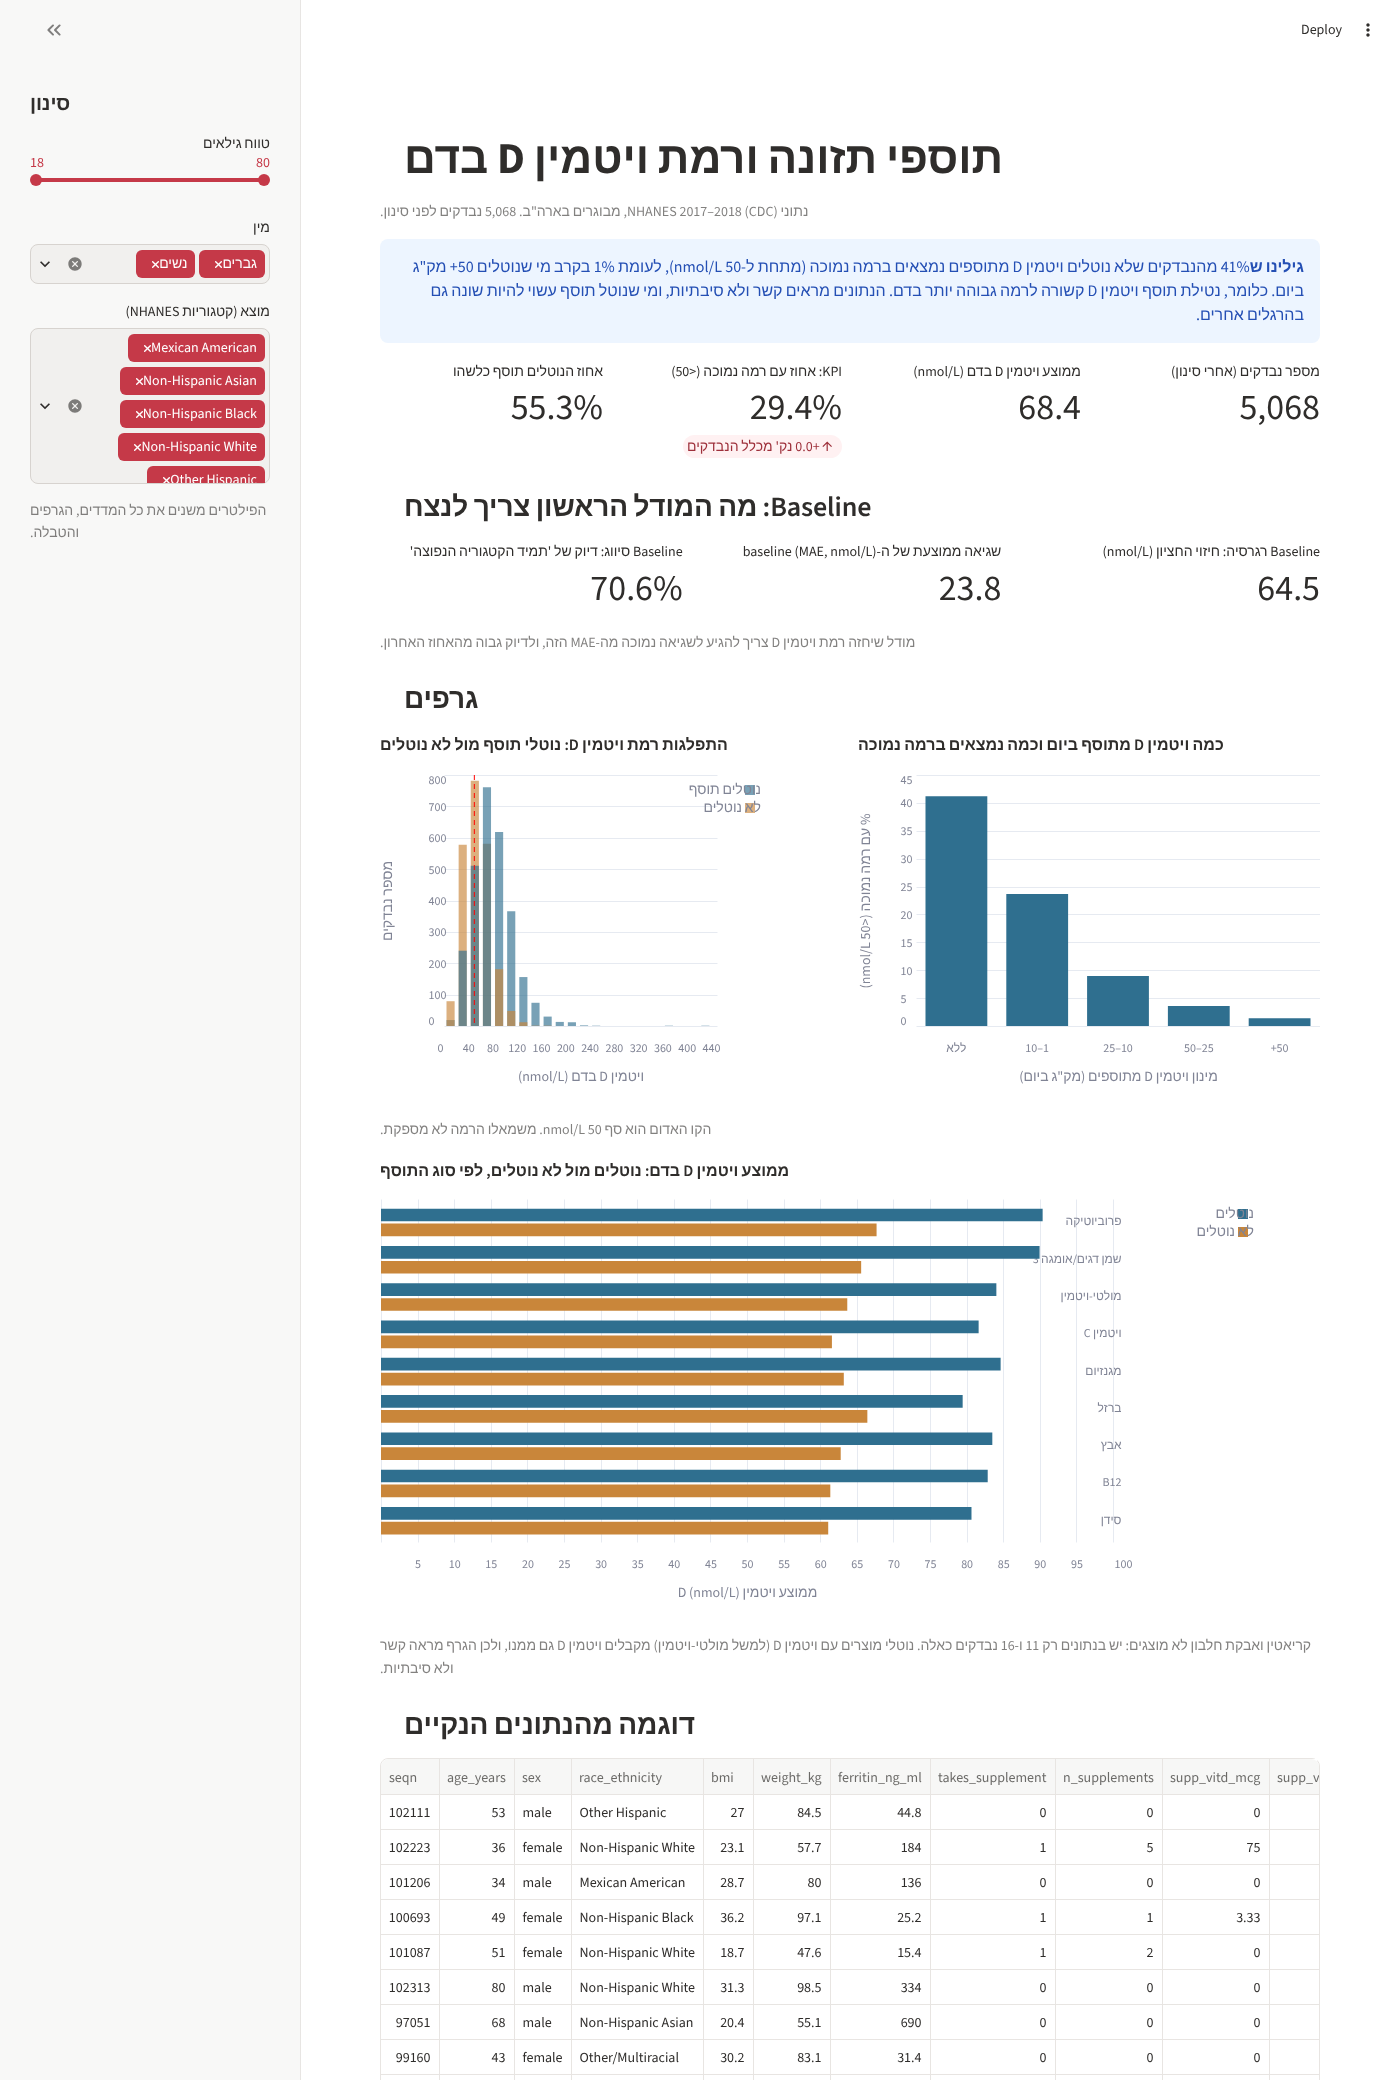 Deploy
סינון
טווח גילאים
18 80
מין
גברים× נשים×
מוצא (קטגוריות NHANES)
Mexican American×
Non-Hispanic Asian×
Non-Hispanic Black×
Non-Hispanic White×
Other Hispanic×
הפילטרים משנים את כל המדדים, הגרפים
והטבלה.
תוספי תזונה ורמת ויטמין D בדם
נתוני NHANES 2017–2018 (CDC), מבוגרים בארה"ב. 5,068 נבדקים לפני סינון.
גילינו ש41% מהנבדקים שלא נוטלים ויטמין D מתוספים נמצאים ברמה נמוכה (מתחת ל-50 nmol/L), לעומת 1% בקרב מי שנוטלים 50+ מק"ג
ביום. כלומר, נטילת תוסף ויטמין D קשורה לרמה גבוהה יותר בדם. הנתונים מראים קשר ולא סיבתיות, ומי שנוטל תוסף עשוי להיות שונה גם
בהרגלים אחרים.
מספר נבדקים (אחרי סינון)
5,068
ממוצע ויטמין D בדם (nmol/L)
68.4
KPI: אחוז עם רמה נמוכה (<50)
29.4%
↑ +0.0 נק' מכלל הנבדקים
אחוז הנוטלים תוסף כלשהו
55.3%
Baseline: מה המודל הראשון צריך לנצח
Baseline רגרסיה: חיזוי החציון (nmol/L)
64.5
שגיאה ממוצעת של ה-baseline (MAE, nmol/L)
23.8
Baseline סיווג: דיוק של 'תמיד הקטגוריה הנפוצה'
70.6%
מודל שיחזה רמת ויטמין D צריך להגיע לשגיאה נמוכה מה-MAE הזה, ולדיוק גבוה מהאחוז האחרון.
גרפים
כמה ויטמין D מתוסף ביום וכמה נמצאים ברמה נמוכה
45
40
35
30
25
20
15
10
5
0
% עם רמה נמוכה (<50 nmol/L)
ללא 1–10 10–25 25–50 50+
מינון ויטמין D מתוספים (מק"ג ביום)
התפלגות רמת ויטמין D: נוטלי תוסף מול לא נוטלים
נוטלים תוסף
לא נוטלים
800
700
600
500
400
300
200
100
0
מספר נבדקים
0 40 80 120 160 200 240 280 320 360 400 440
ויטמין D בדם (nmol/L)
הקו האדום הוא סף 50 nmol/L. משמאלו הרמה לא מספקת.
ממוצע ויטמין D בדם: נוטלים מול לא נוטלים, לפי סוג התוסף
נוטלים
לא נוטלים
פרוביוטיקה
שמן דגים/אומגה 3
מולטי-ויטמין
ויטמין C
מגנזיום
ברזל
אבץ
B12
סידן
5 10 15 20 25 30 35 40 45 50 55 60 65 70 75 80 85 90 95 100
ממוצע ויטמין D (nmol/L)
קריאטין ואבקת חלבון לא מוצגים: יש בנתונים רק 11 ו-16 נבדקים כאלה. נוטלי מוצרים עם ויטמין D (למשל מולטי-ויטמין) מקבלים ויטמין D גם ממנו, ולכן הגרף מראה קשר
ולא סיבתיות.
דוגמה מהנתונים הנקיים
seqn age_years sex race_ethnicity bmi weight_kg ferritin_ng_ml takes_supplement n_supplements supp_vitd_mcg supp_v
102111 53 male Other Hispanic 27 84.5 44.8 0 0 0
102223 36 female Non-Hispanic White 23.1 57.7 184 1 5 75
101206 34 male Mexican American 28.7 80 136 0 0 0
100693 49 female Non-Hispanic Black 36.2 97.1 25.2 1 1 3.33
101087 51 female Non-Hispanic White 18.7 47.6 15.4 1 2 0
102313 80 male Non-Hispanic White 31.3 98.5 334 0 0 0
97051 68 male Non-Hispanic Asian 20.4 55.1 690 0 0 0
99160 43 female Other/Multiracial 30.2 83.1 31.4 0 0 0